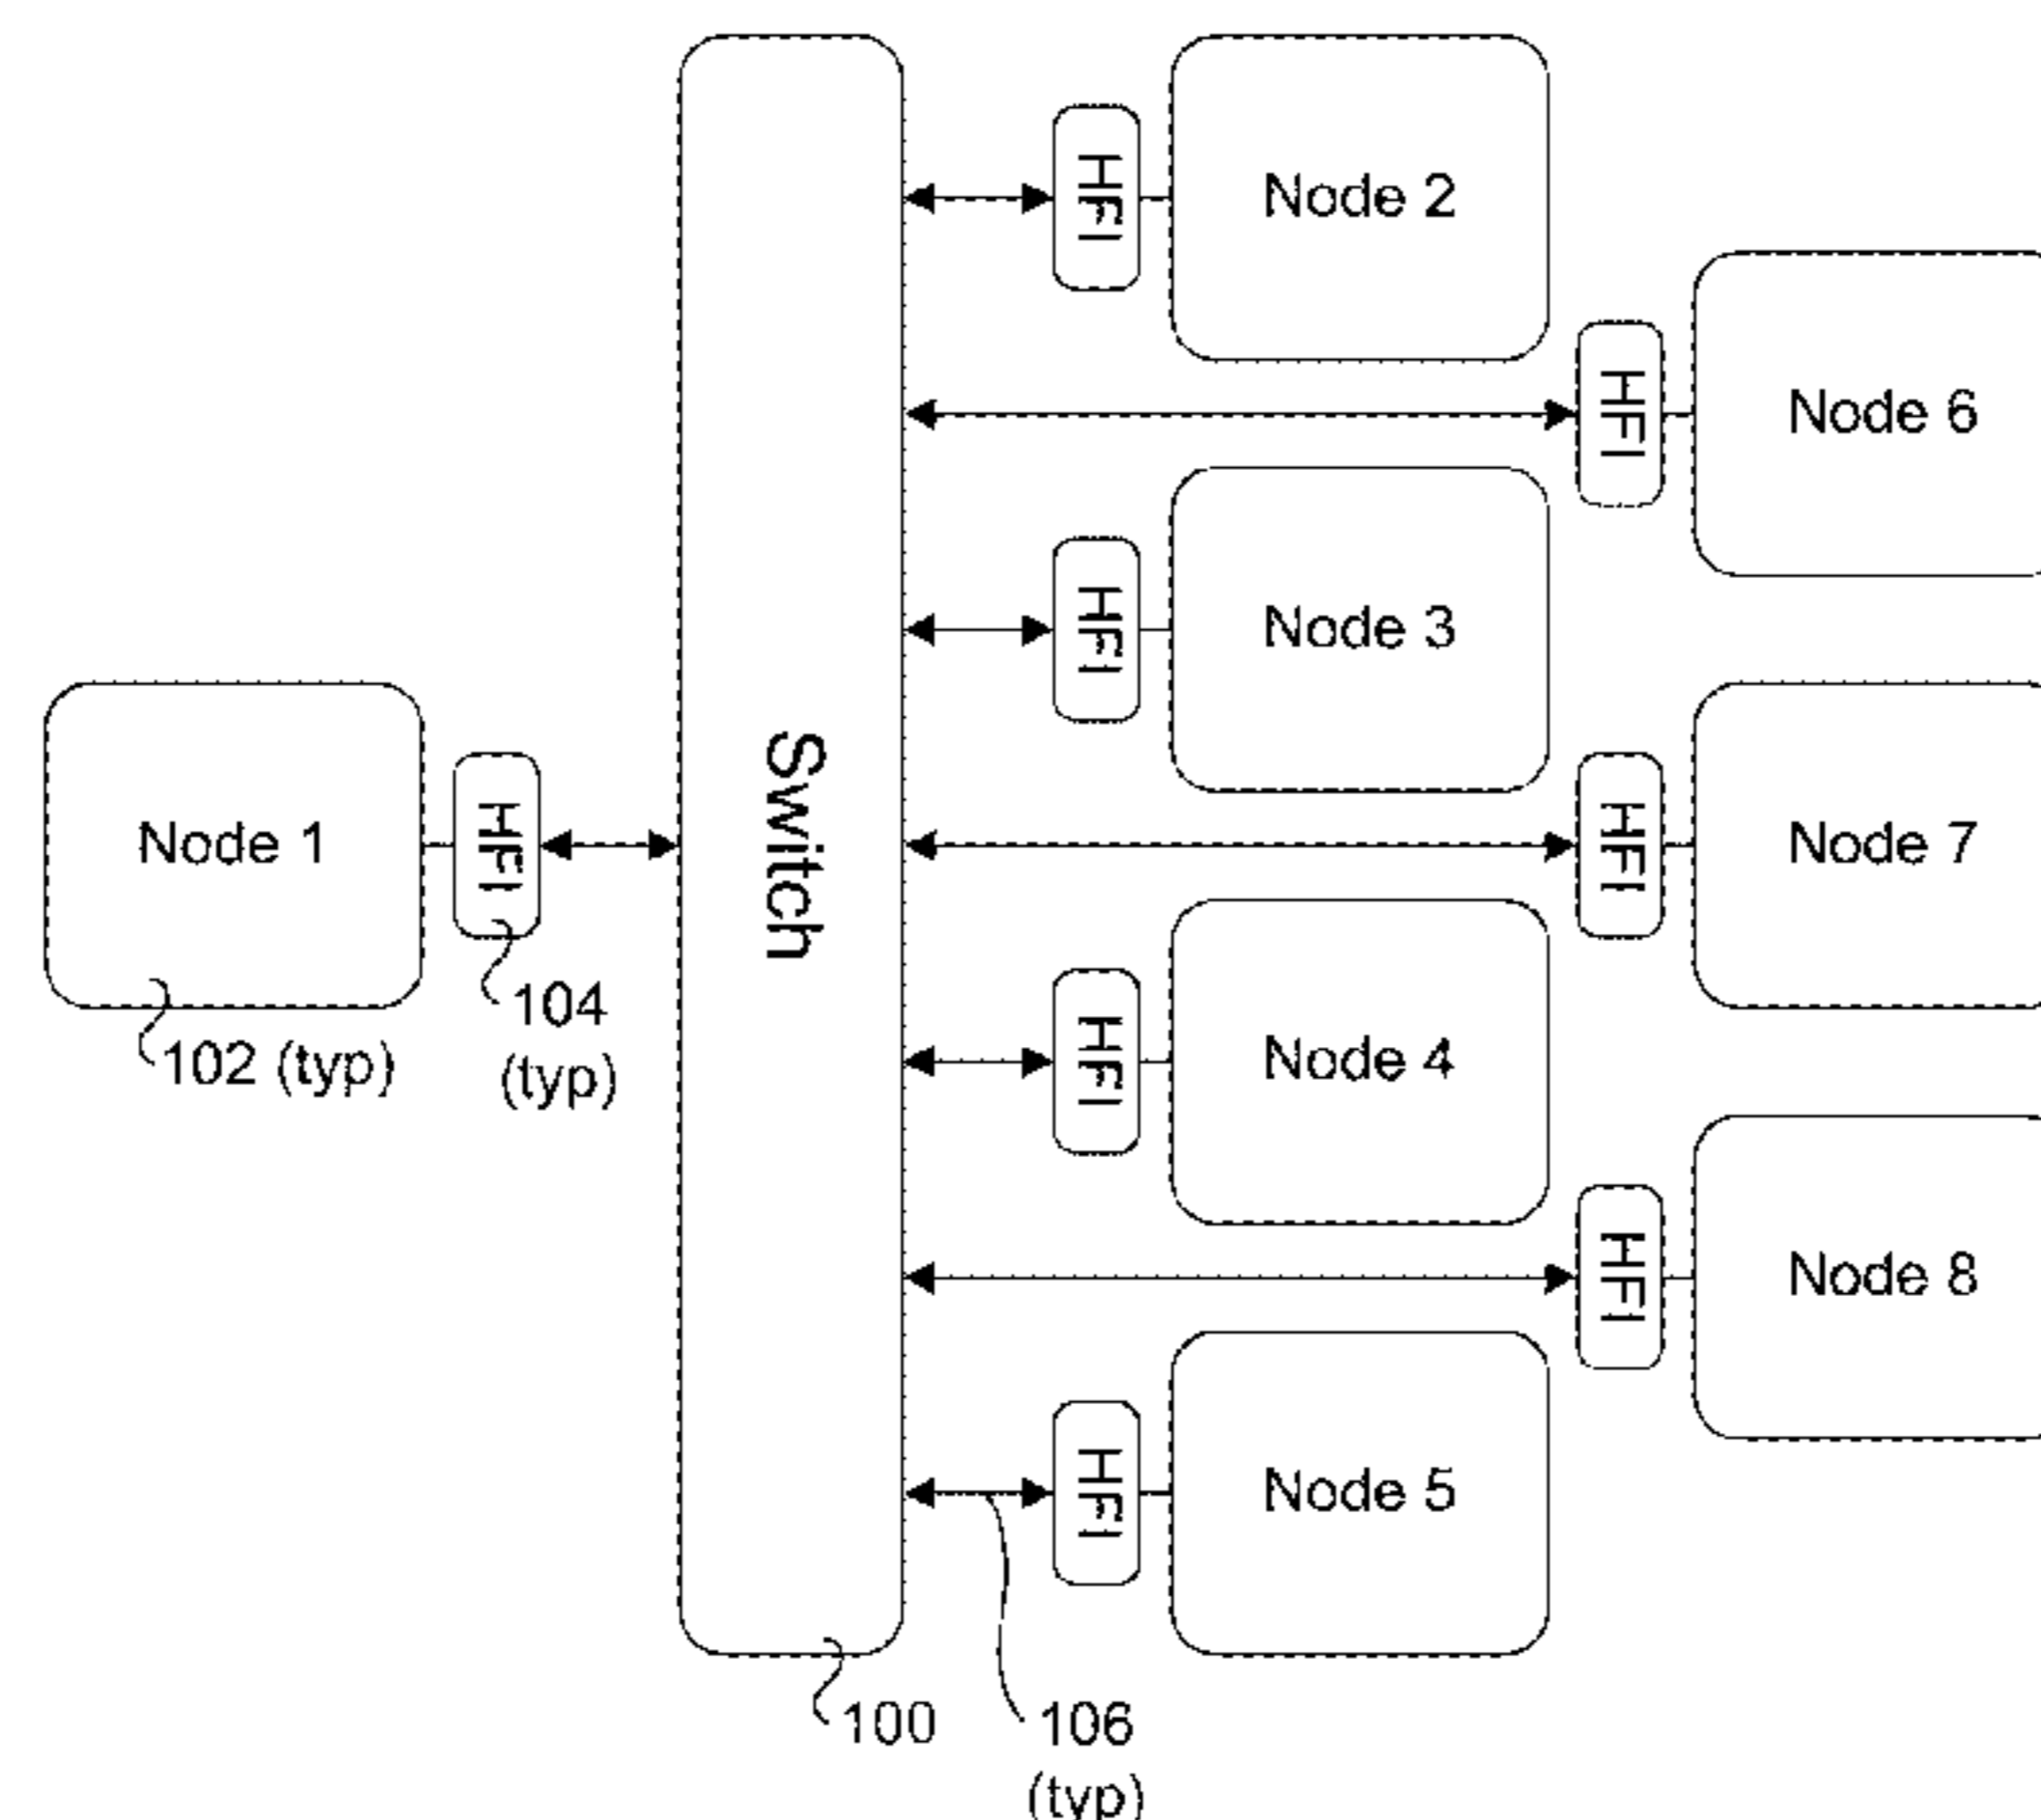 HFI
Node 2
HFI
Node 6
HFI
Node 3
Switch
Node 1
HFI
HFI
Node 7
104
(typ)
102 (typ)
HFI
Node 4
HFI
Node 8
HFI
Node 5
100
106
(typ)